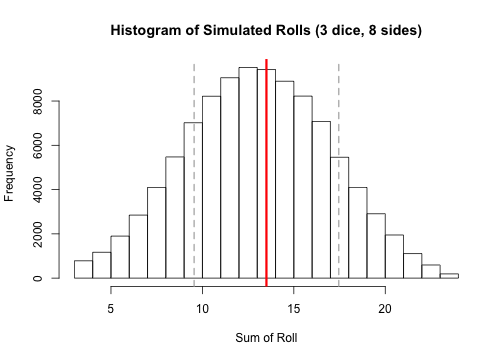 Histogram of Simulated Rolls (3 dice, 8 sides)
Frequency
8000
6000
4000
2000
0
5 10 15 20
Sum of Roll